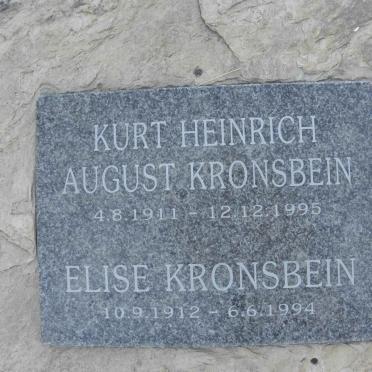 KURT HEINRICH
AUGUST KRONSBEIN
4.8.1911 – 12.12.1995
ELISE KRONSBEIN
10.9.1912 – 6.6.1994